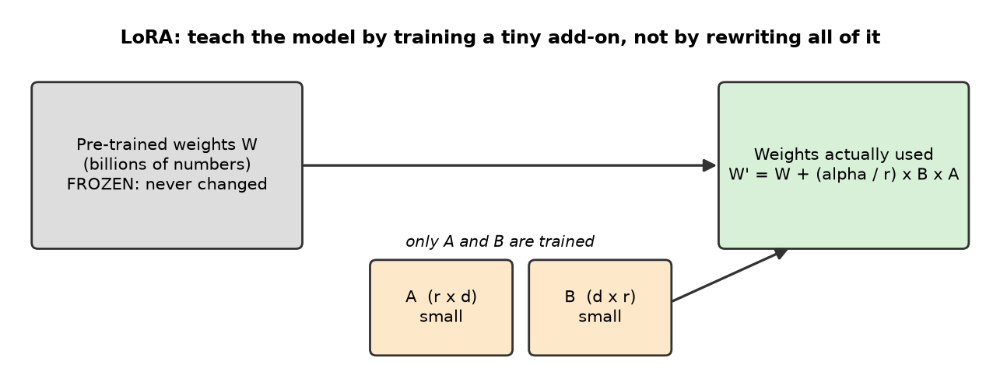 LoRA: teach the model by training a tiny add-on, not by rewriting all of it
Pre-trained weights W
(billions of numbers)
FROZEN: never changed
Weights actually used
W' = W + (alpha / r) x B x A
only A and B are trained
A (r x d)
small
B (d x r)
small